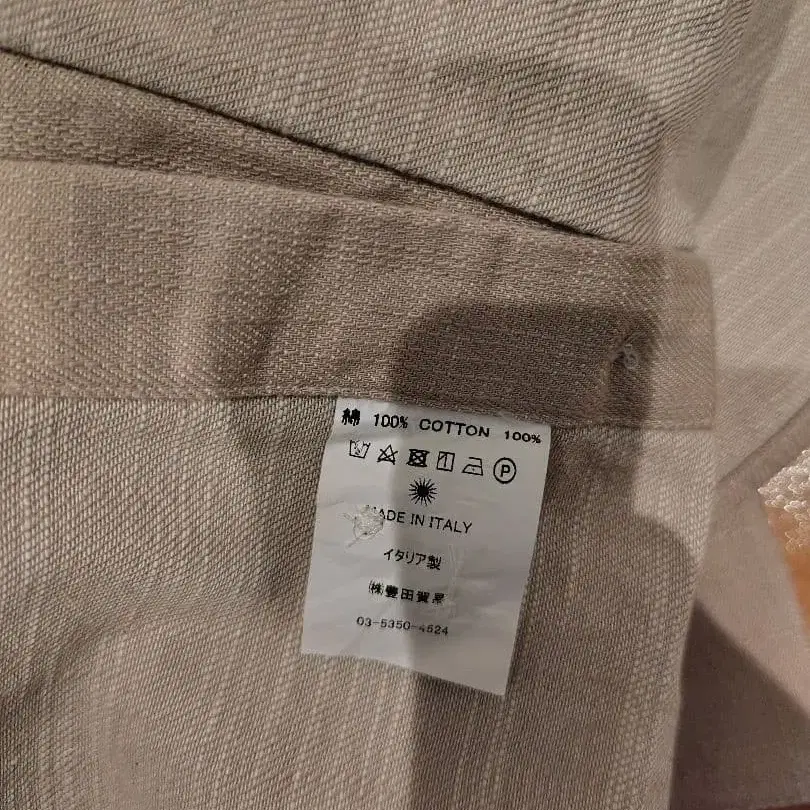 綿 100% COTTON 100%
P
MADE IN ITALY
イタリア製
㈱豊田貿易
03-5350-4524